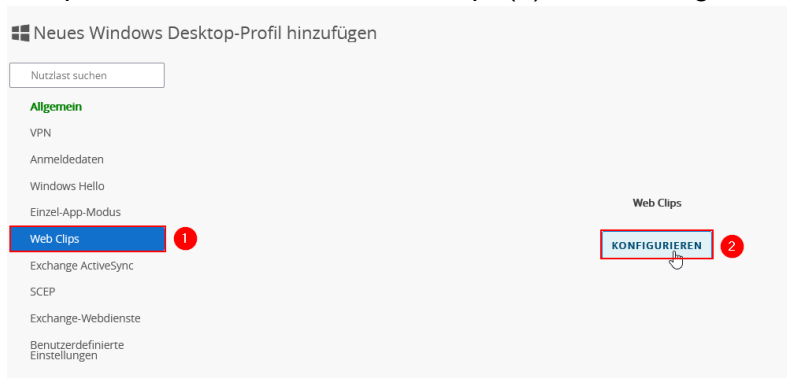 Neues Windows Desktop-Profil hinzufügen
Nutzlast suchen
Allgemein
VPN
Anmeldedaten
Windows Hello
Einzel-App-Modus
Web Clips
1
Exchange ActiveSync
SCEP
Exchange-Webdienste
Benutzerdefinierte
Einstellungen
Web Clips
KONFIGURIEREN
2